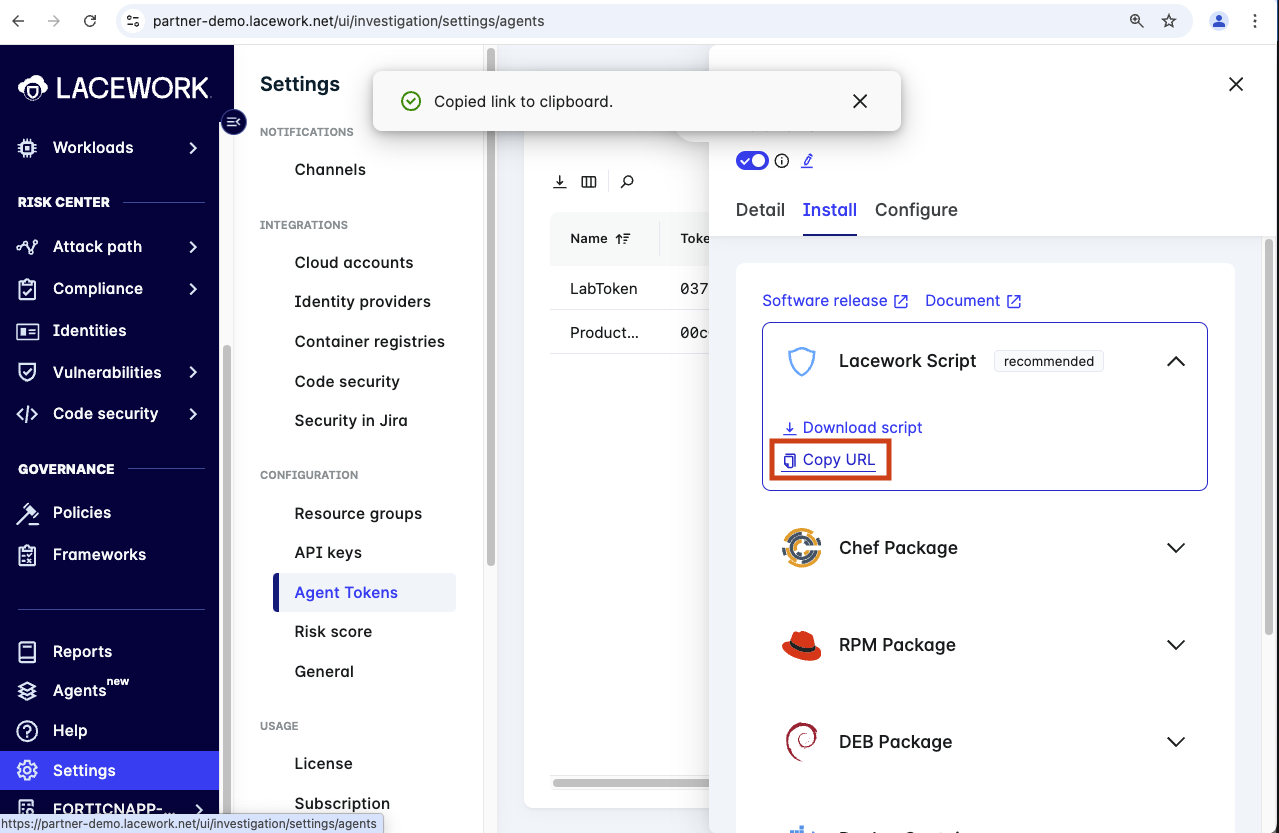 partner-demo.lacework.net/ui/investigation/settings/agents
LACEWORK
Workloads
RISK CENTER
Attack path
Compliance
Identities
Vulnerabilities
Code security
GOVERNANCE
Policies
Frameworks
Reports
Agents new
Help
Settings
FORTICNAPP-...
https://partner-demo.lacework.net/ui/investigation/settings/agents
Settings
NOTIFICATIONS
Channels
INTEGRATIONS
Cloud accounts
Identity providers
Container registries
Code security
Security in Jira
CONFIGURATION
Resource groups
API keys
Agent Tokens
Risk score
General
USAGE
License
Subscription
Copied link to clipboard.
Name Toke
LabToken 037
Product... 00c
Detail Install Configure
Software release Document
Lacework Script recommended
Download script
Copy URL
Chef Package
RPM Package
DEB Package